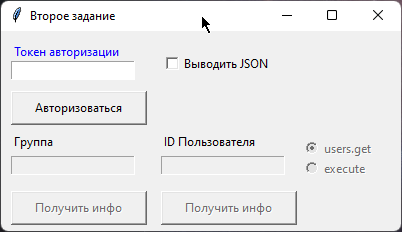 Второе задание
Токен авторизации
Выводить JSON
Авторизоваться
Группа
ID Пользователя
users.get
execute
Получить инфо
Получить инфо